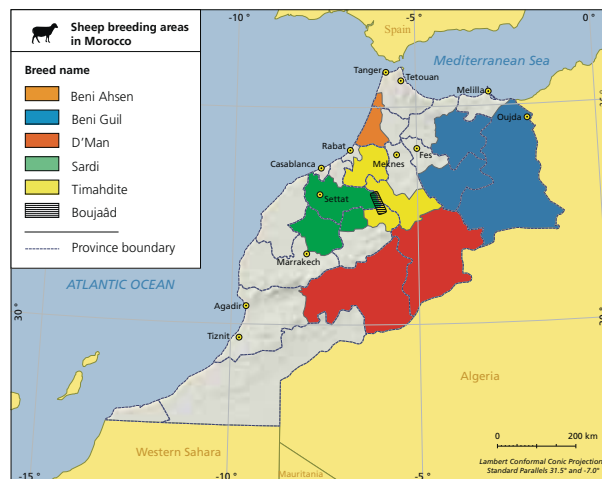 -10°
-5°
0°
Sheep breeding areas
in Morocco
Breed name
Beni Ahsen
Beni Guil
D'Man
Sardi
Timahdite
Boujaâd
Province boundary
Spain
Mediterranean Sea
Tanger
Tetouan
Melilla
Oujda
Rabat
Fes
Meknes
Casablanca
Settat
Marrakech
ATLANTIC OCEAN
Agadir
30°
30°
Tiznit
Algeria
Western Sahara
Mauritania
0 200 km
Lambert Conformal Conic Projection
Standard Parallels 31.5° and -7.0°
-15°
-10°
-5°